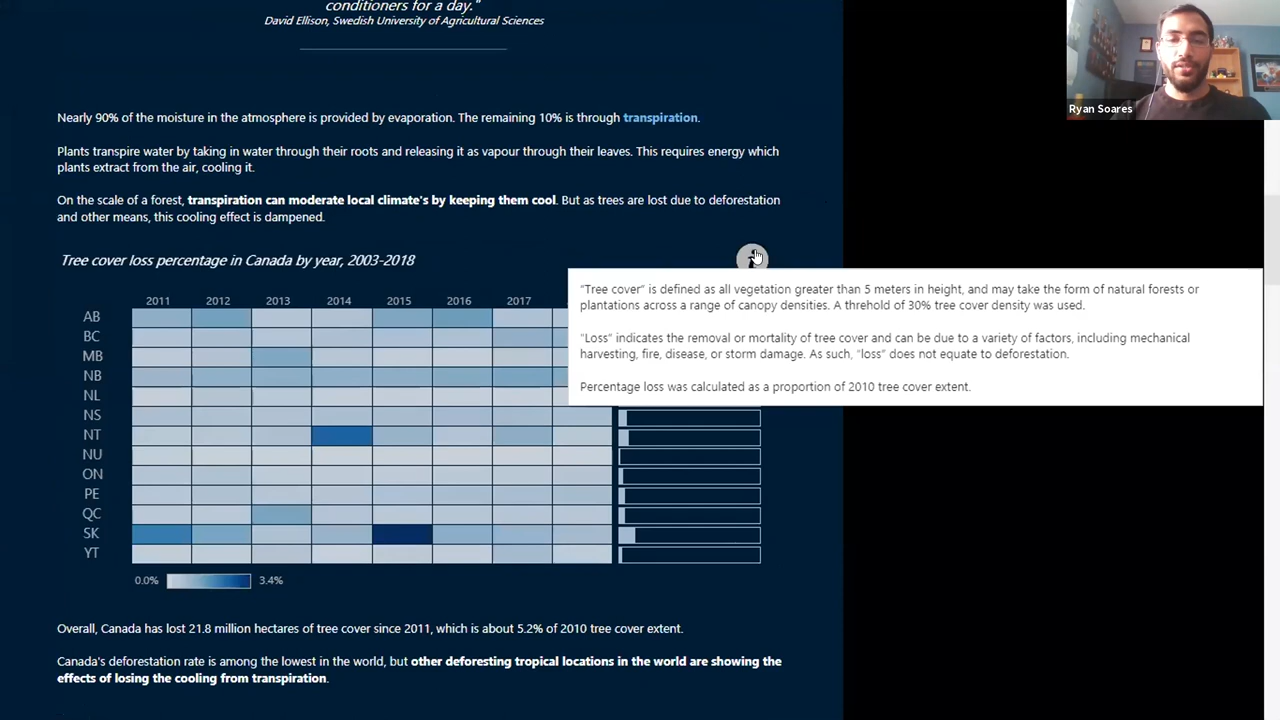 conditioners for a day."
David Ellison, Swedish University of Agricultural Sciences
Ryan Soares
Nearly 90% of the moisture in the atmosphere is provided by evaporation. The remaining 10% is through transpiration.
Plants transpire water by taking in water through their roots and releasing it as vapour through their leaves. This requires energy which
plants extract from the air, cooling it.
On the scale of a forest, transpiration can moderate local climate's by keeping them cool. But as trees are lost due to deforestation
and other means, this cooling effect is dampened.
Tree cover loss percentage in Canada by year, 2003-2018
"Tree cover" is defined as all vegetation greater than 5 meters in height, and may take the form of natural forests or
plantations across a range of canopy densities. A threhold of 30% tree cover density was used.
"Loss" indicates the removal or mortality of tree cover and can be due to a variety of factors, including mechanical
harvesting, fire, disease, or storm damage. As such, "loss" does not equate to deforestation.
Percentage loss was calculated as a proportion of 2010 tree cover extent.
2011 2012 2013 2014 2015 2016 2017
AB
BC
MB
NB
NL
NS
NT
NU
ON
PE
QC
SK
YT
0.0% 3.4%
Overall, Canada has lost 21.8 million hectares of tree cover since 2011, which is about 5.2% of 2010 tree cover extent.
Canada's deforestation rate is among the lowest in the world, but other deforesting tropical locations in the world are showing the
effects of losing the cooling from transpiration.